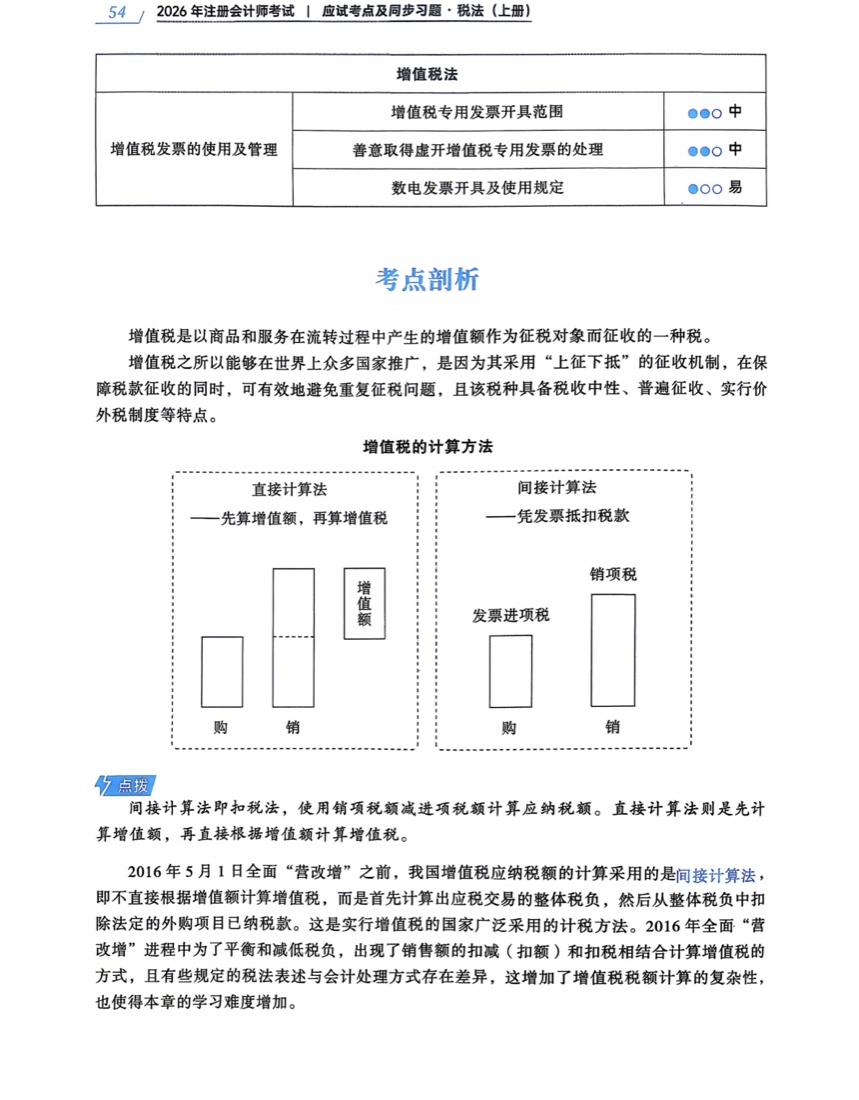 54 2026 年注册会计师考试 | 应试考点及同步习题·税法（上册）
增值税法
增值税发票的使用及管理
增值税专用发票开具范围 中
善意取得虚开增值税专用发票的处理 中
数电发票开具及使用规定 易
考点剖析
增值税是以商品和服务在流转过程中产生的增值额作为征税对象而征收的一种税。
增值税之所以能够在世界上众多国家推广，是因为其采用“上征下抵”的征收机制，在保
障税款征收的同时，可有效地避免重复征税问题，且该税种具备税收中性、普遍征收、实行价
外税制度等特点。
增值税的计算方法
直接计算法
——先算增值额，再算增值税
增值额
购 销
间接计算法
——凭发票抵扣税款
销项税
发票进项税
购 销
点拨
间接计算法即扣税法，使用销项税额减进项税额计算应纳税额。直接计算法则是先计
算增值额，再直接根据增值额计算增值税。
2016 年 5 月 1 日全面“营改增”之前，我国增值税应纳税额的计算采用的是间接计算法，
即不直接根据增值额计算增值税，而是首先计算出应税交易的整体税负，然后从整体税负中扣
除法定的外购项目已纳税款。这是实行增值税的国家广泛采用的计税方法。2016 年全面“营
改增”进程中为了平衡和减低税负，出现了销售额的扣减（扣额）和扣税相结合计算增值税的
方式，且有些规定的税法表述与会计处理方式存在差异，这增加了增值税税额计算的复杂性，
也使得本章的学习难度增加。